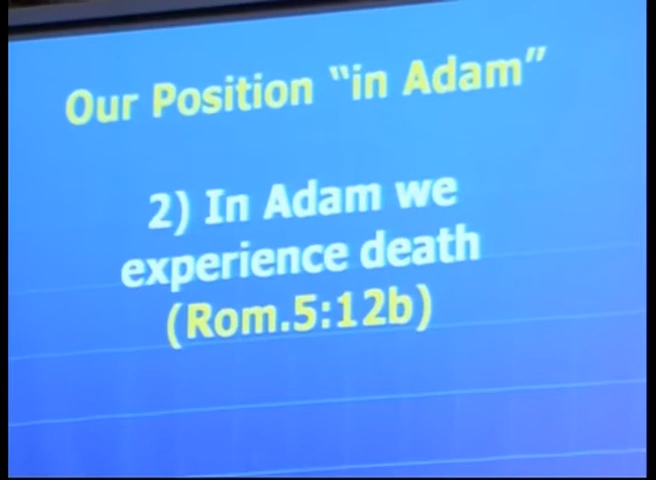 Our Position “in Adam”
2) In Adam we
experience death
(Rom.5:12b)